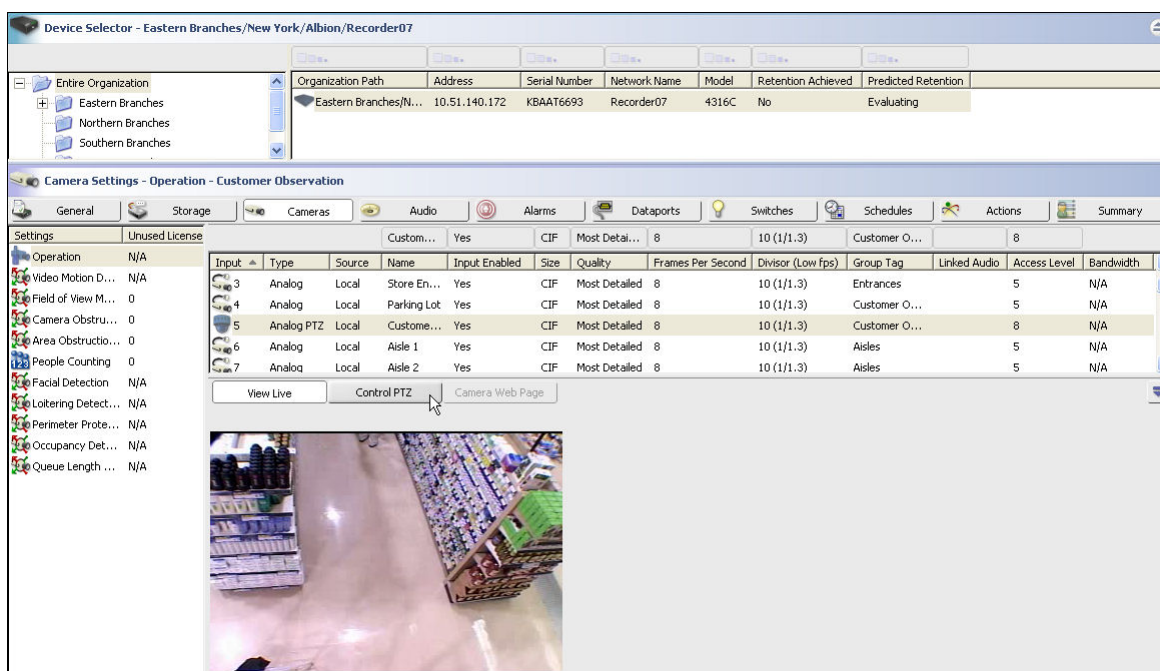 Device Selector - Eastern Branches/New York/Albion/Recorder07
Organization Path Address Serial Number Network Name Model Retention Achieved Predicted Retention
Entire Organization
Eastern Branches
Northern Branches
Southern Branches
Eastern Branches/N... 10.51.140.172 KBAAT6693 Recorder07 4316C No Evaluating
Camera Settings - Operation - Customer Observation
General Storage Cameras Audio Alarms Dataports Switches Schedules Actions Summary
Settings Unused License
Operation N/A
Video Motion D... N/A
Field of View M... 0
Camera Obstru... 0
Area Obstructio... 0
People Counting 0
Facial Detection N/A
Loitering Detect... N/A
Perimeter Prote... N/A
Occupancy Det... N/A
Queue Length ... N/A
Custom... Yes CIF Most Detai... 8 10 (1/1.3) Customer O... 8
Input Type Source Name Input Enabled Size Quality Frames Per Second Divisor (Low fps) Group Tag Linked Audio Access Level Bandwidth
3 Analog Local Store En... Yes CIF Most Detailed 8 10 (1/1.3) Entrances 5 N/A
4 Analog Local Parking Lot Yes CIF Most Detailed 8 10 (1/1.3) Customer O... 5 N/A
5 Analog PTZ Local Custome... Yes CIF Most Detailed 8 10 (1/1.3) Customer O... 8 N/A
6 Analog Local Aisle 1 Yes CIF Most Detailed 8 10 (1/1.3) Aisles 5 N/A
7 Analog Local Aisle 2 Yes CIF Most Detailed 8 10 (1/1.3) Aisles 5 N/A
View Live Control PTZ Camera Web Page